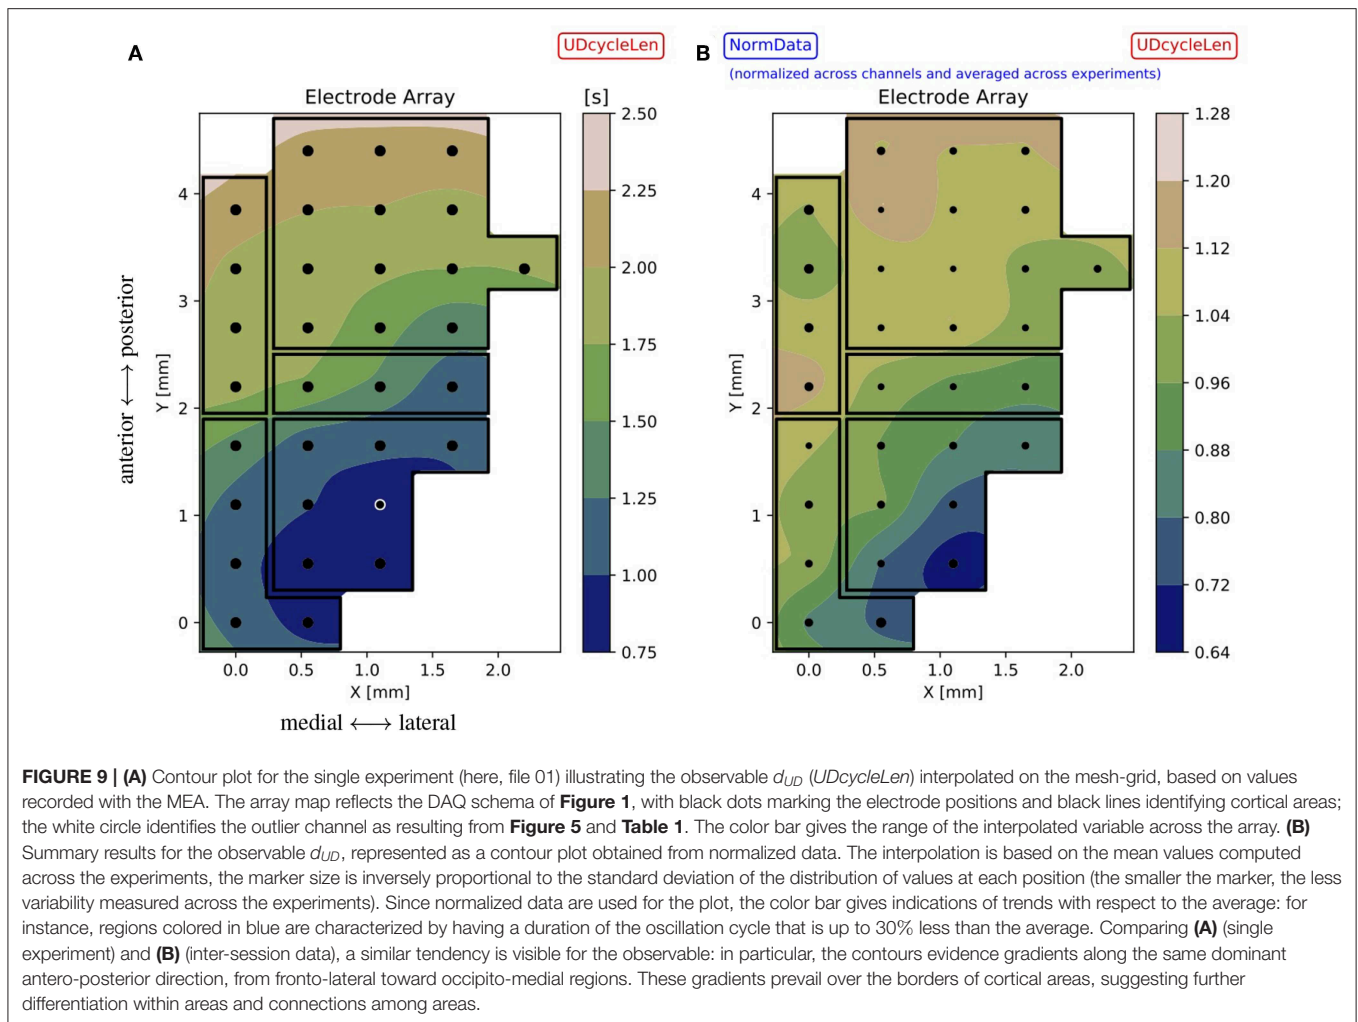 A
UDcycleLen
B
NormData
UDcycleLen
(normalized across channels and averaged across experiments)
Electrode Array
[s]
Electrode Array
2.50
2.25
2.00
1.75
1.50
1.25
1.00
0.75
1.28
1.20
1.12
1.04
0.96
0.88
0.80
0.72
0.64
anterior ⟷ posterior
Y [mm]
4
3
2
1
0
Y [mm]
4
3
2
1
0
0.0 0.5 1.0 1.5 2.0
X [mm]
0.0 0.5 1.0 1.5 2.0
X [mm]
medial ⟷ lateral
FIGURE 9 | (A) Contour plot for the single experiment (here, file 01) illustrating the observable d_UD (UDcycleLen) interpolated on the mesh-grid, based on values
recorded with the MEA. The array map reflects the DAQ schema of Figure 1, with black dots marking the electrode positions and black lines identifying cortical areas;
the white circle identifies the outlier channel as resulting from Figure 5 and Table 1. The color bar gives the range of the interpolated variable across the array. (B)
Summary results for the observable d_UD, represented as a contour plot obtained from normalized data. The interpolation is based on the mean values computed
across the experiments, the marker size is inversely proportional to the standard deviation of the distribution of values at each position (the smaller the marker, the less
variability measured across the experiments). Since normalized data are used for the plot, the color bar gives indications of trends with respect to the average: for
instance, regions colored in blue are characterized by having a duration of the oscillation cycle that is up to 30% less than the average. Comparing (A) (single
experiment) and (B) (inter-session data), a similar tendency is visible for the observable: in particular, the contours evidence gradients along the same dominant
antero-posterior direction, from fronto-lateral toward occipito-medial regions. These gradients prevail over the borders of cortical areas, suggesting further
differentiation within areas and connections among areas.